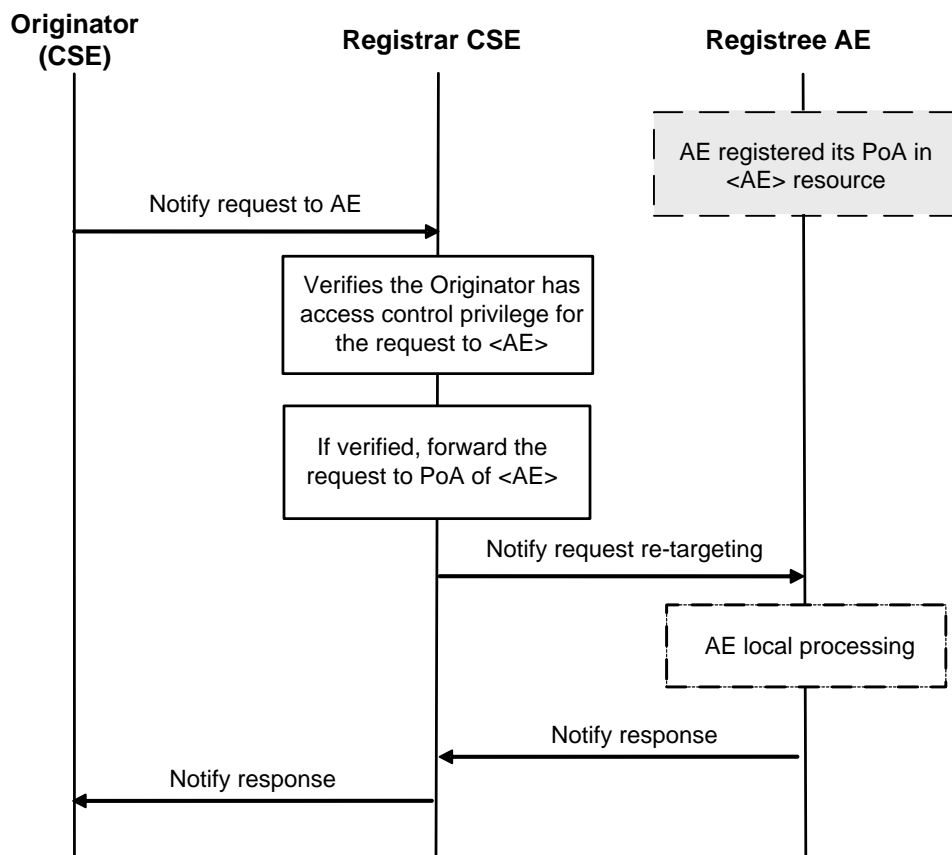 Originator
(CSE)
Registrar CSE
Registree AE
AE registered its PoA in
<AE> resource
Notify request to AE
Verifies the Originator has
access control privilege for
the request to <AE>
If verified, forward the
request to PoA of <AE>
Notify request re-targeting
AE local processing
Notify response
Notify response